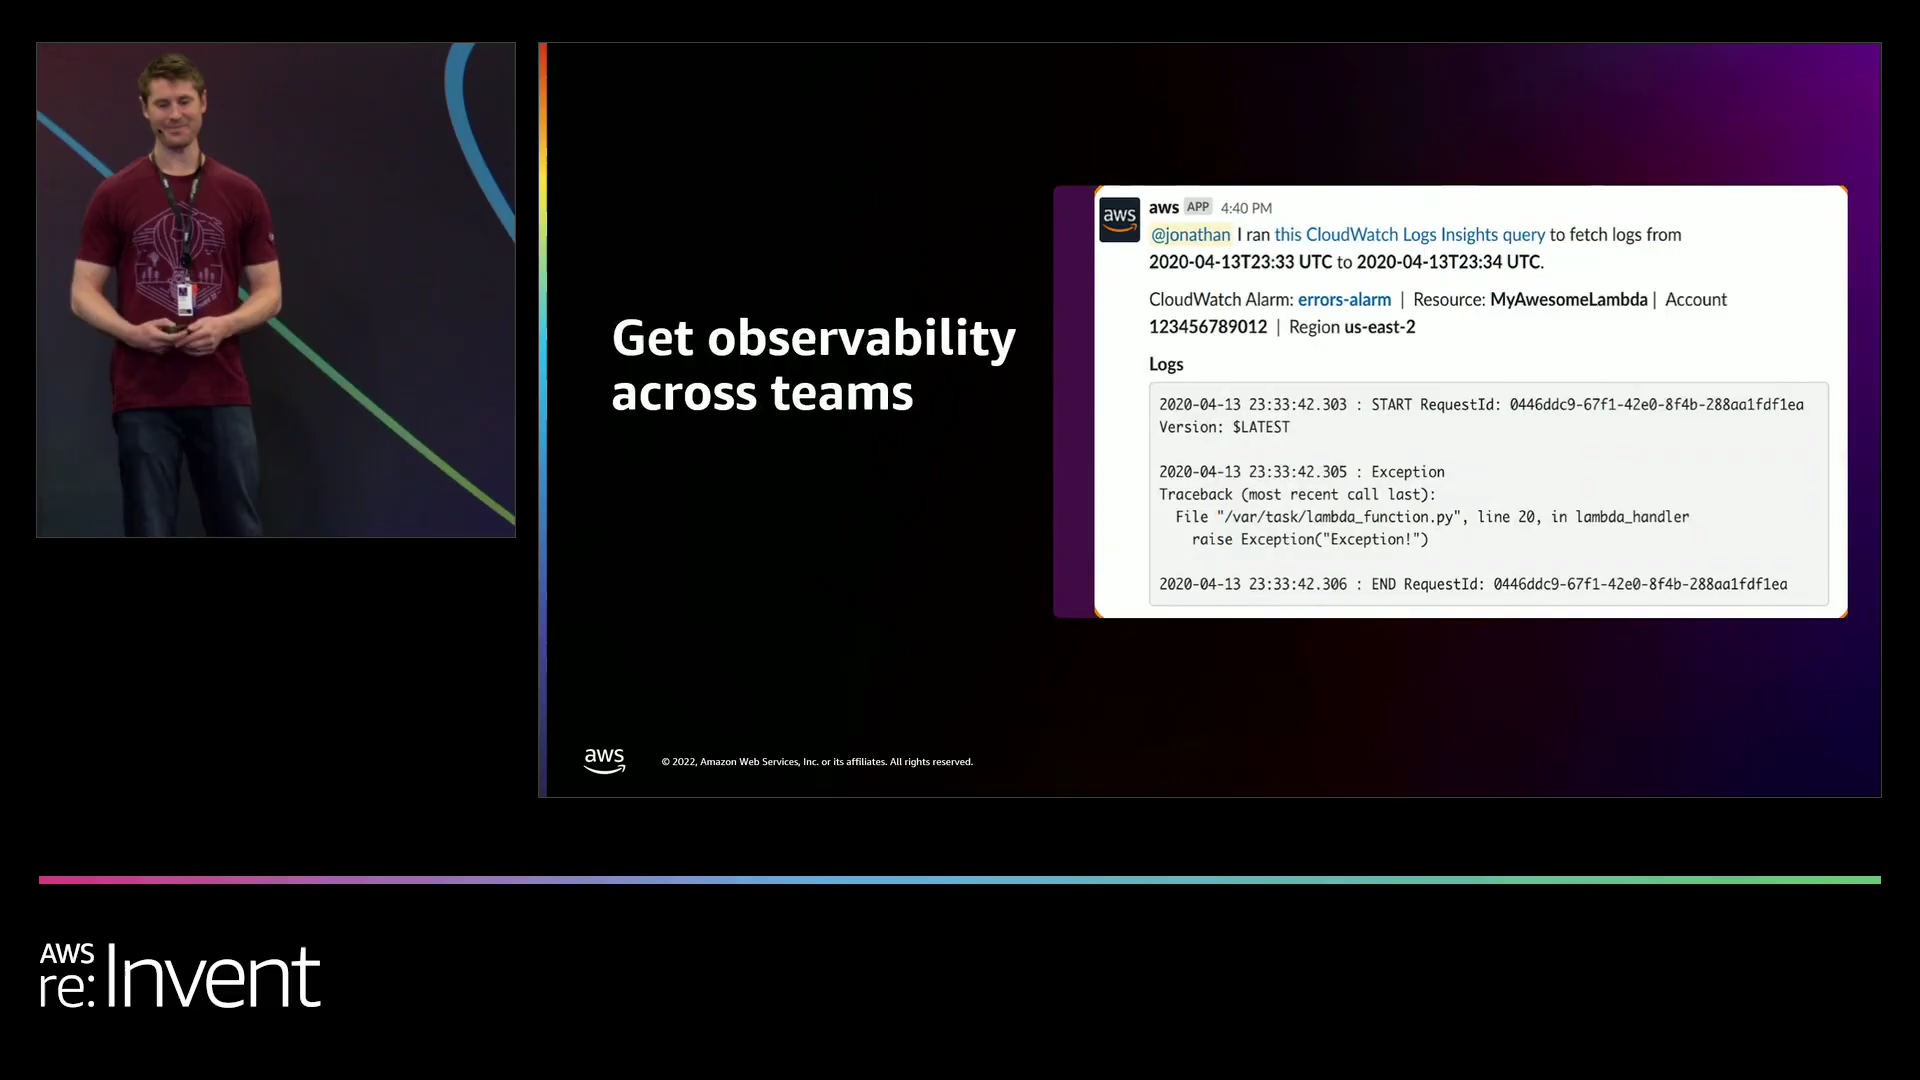 Get observability
across teams
aws
aws APP 4:40 PM
@jonathan I ran this CloudWatch Logs Insights query to fetch logs from
2020-04-13T23:33 UTC to 2020-04-13T23:34 UTC.
CloudWatch Alarm: errors-alarm | Resource: MyAwesomeLambda | Account
123456789012 | Region us-east-2
Logs
2020-04-13 23:33:42.303 : START RequestId: 0446ddc9-67f1-42e0-8f4b-288aa1fdf1ea
Version: $LATEST
2020-04-13 23:33:42.305 : Exception
Traceback (most recent call last):
File "/var/task/lambda_function.py", line 20, in lambda_handler
raise Exception("Exception!")
2020-04-13 23:33:42.306 : END RequestId: 0446ddc9-67f1-42e0-8f4b-288aa1fdf1ea
aws
© 2022, Amazon Web Services, Inc. or its affiliates. All rights reserved.
AWS
re:Invent